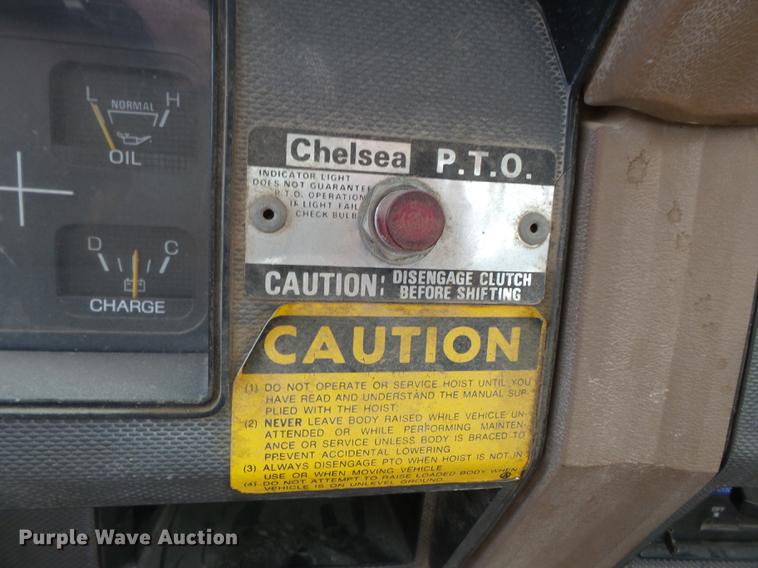 L NORMAL H
OIL
D C
CHARGE
Chelsea P.T.O.
INDICATOR LIGHT
DOES NOT GUARANTEE
P.T.O. OPERATION
LIGHT FAIL
CHECK BULB
CAUTION: DISENGAGE CLUTCH
BEFORE SHIFTING
CAUTION
(1) DO NOT OPERATE OR SERVICE HOIST UNTIL YOU
HAVE READ AND UNDERSTAND THE MANUAL SUP-
PLIED WITH THE HOIST.
(2) NEVER LEAVE BODY RAISED WHILE VEHICLE UN-
ATTENDED OR WHILE PERFORMING MAINTEN-
ANCE OR SERVICE UNLESS BODY IS BRACED TO
PREVENT ACCIDENTAL LOWERING
(3) ALWAYS DISENGAGE PTO WHEN HOIST IS NOT IN
USE OR WHEN MOVING VEHICLE
(4) DO NOT ATTEMPT TO RAISE LOADED BODY WHEN
VEHICLE IS ON UNLEVEL GROUND.
Purple Wave Auction